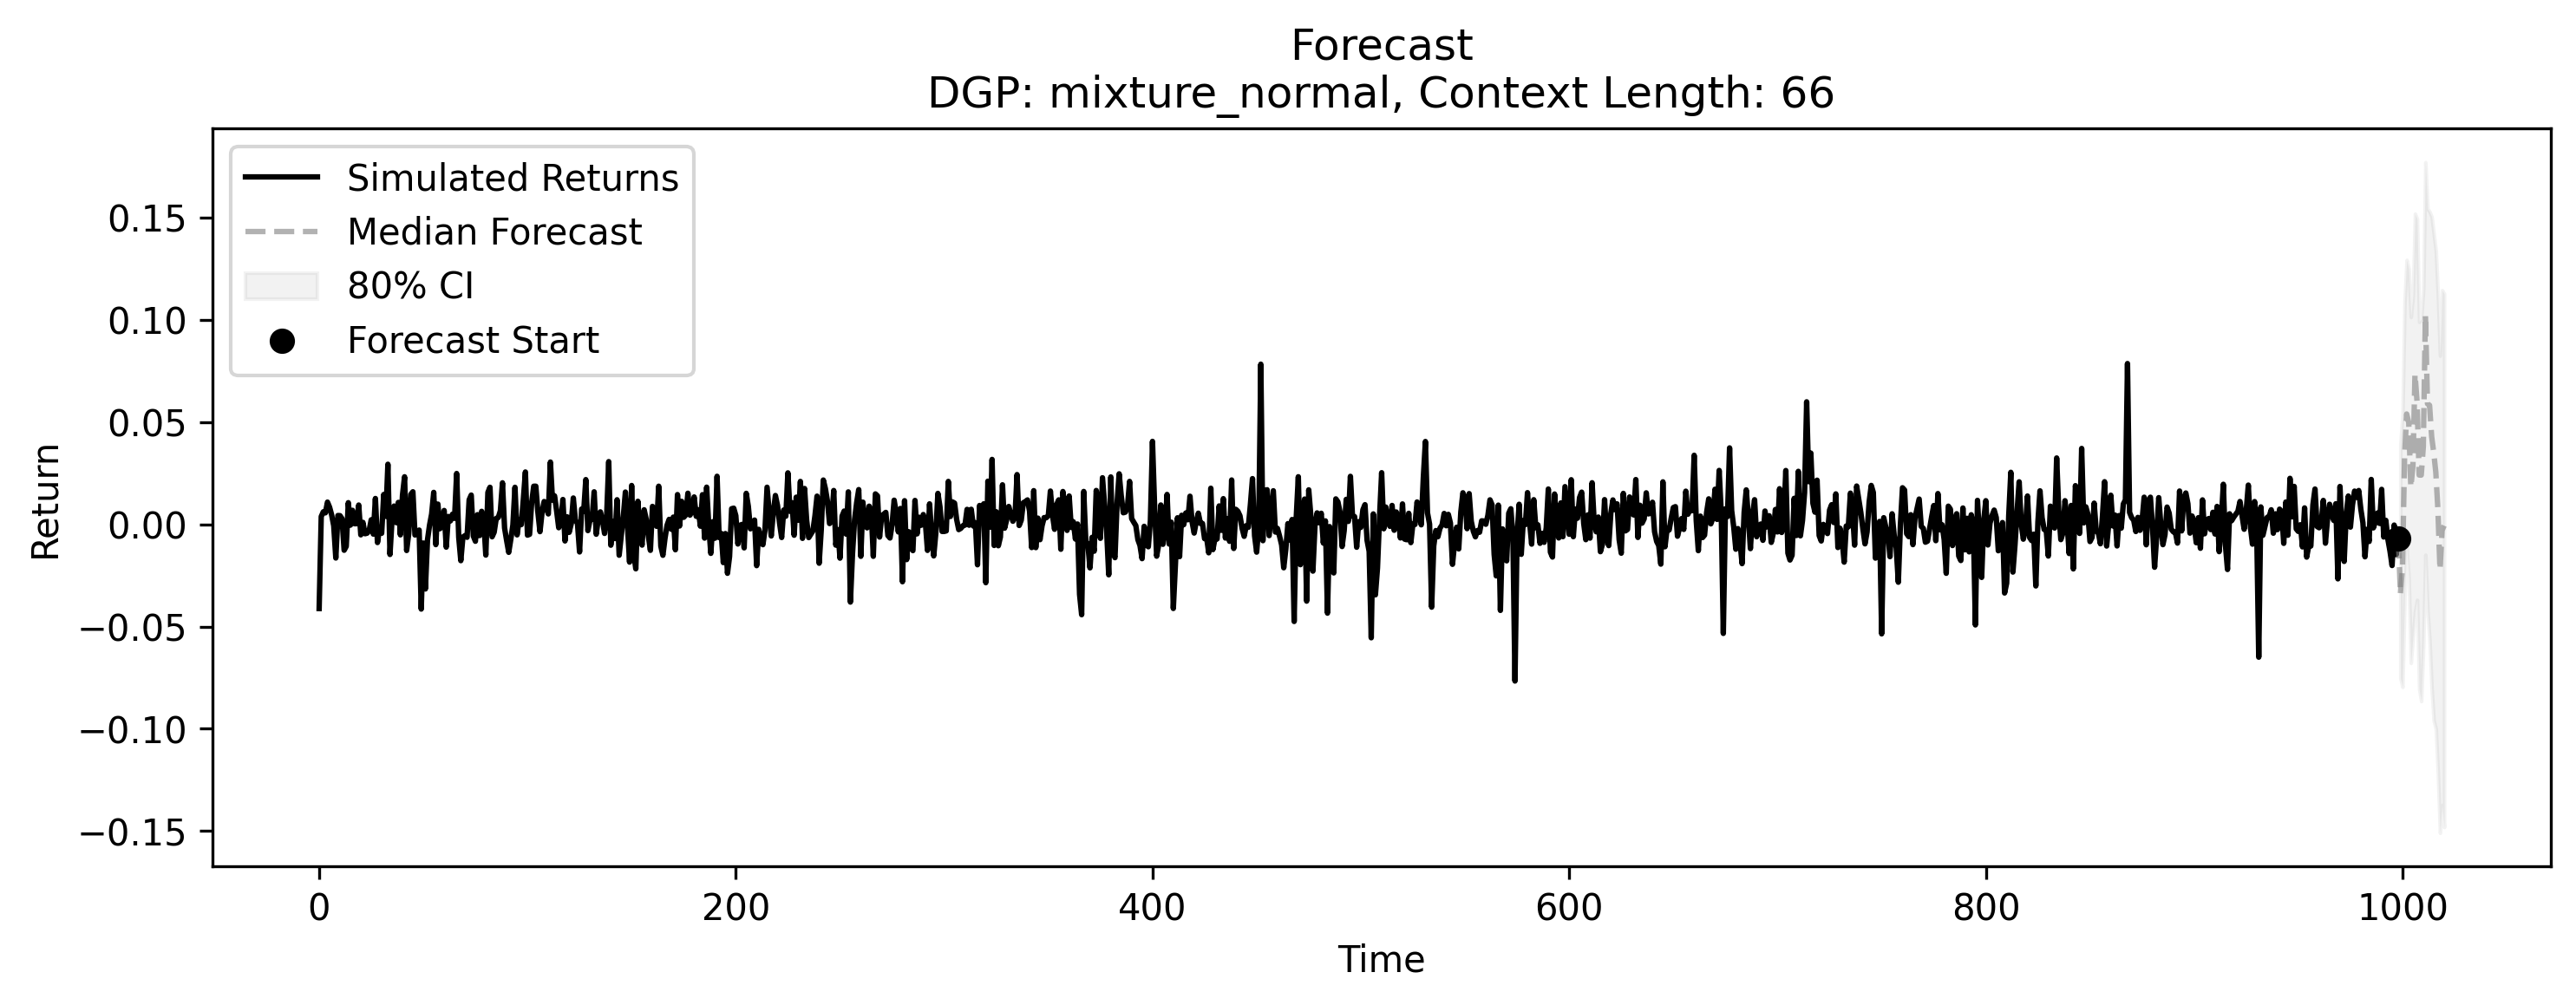 Forecast
DGP: mixture_normal, Context Length: 66
Simulated Returns
Median Forecast
80% CI
Forecast Start
Return
0.15
0.10
0.05
0.00
−0.05
−0.10
−0.15
0
200
400
600
800
1000
Time